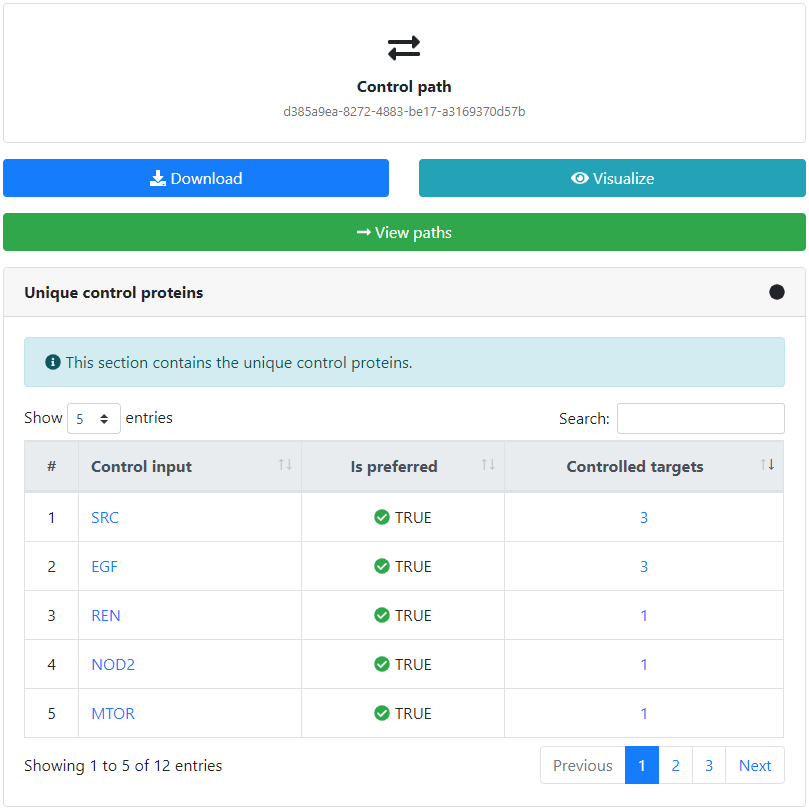 Control path
d385a9ea-8272-4883-be17-a3169370d57b
Download
Visualize
View paths
Unique control proteins
This section contains the unique control proteins.
Show 5 entries Search:
# Control input Is preferred Controlled targets
1 SRC TRUE 3
2 EGF TRUE 3
3 REN TRUE 1
4 NOD2 TRUE 1
5 MTOR TRUE 1
Showing 1 to 5 of 12 entries Previous 1 2 3 Next